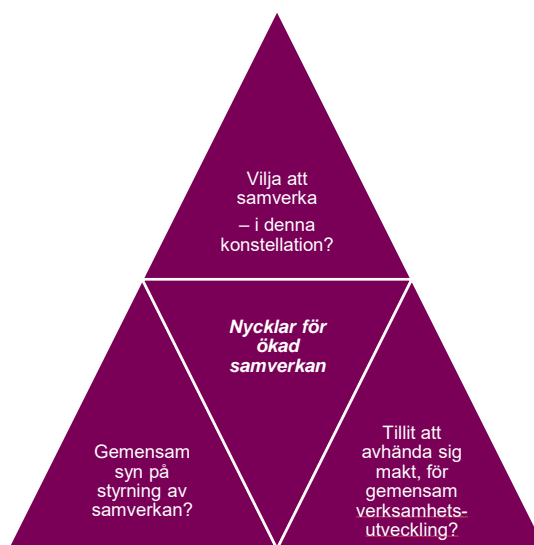 Vilja att
samverka
– i denna
konstellation?
Nycklar för
ökad
samverkan
Gemensam
syn på
styrning av
samverkan?
Tillit att
avhända sig
makt, för
gemensam
verksamhets-
utveckling?